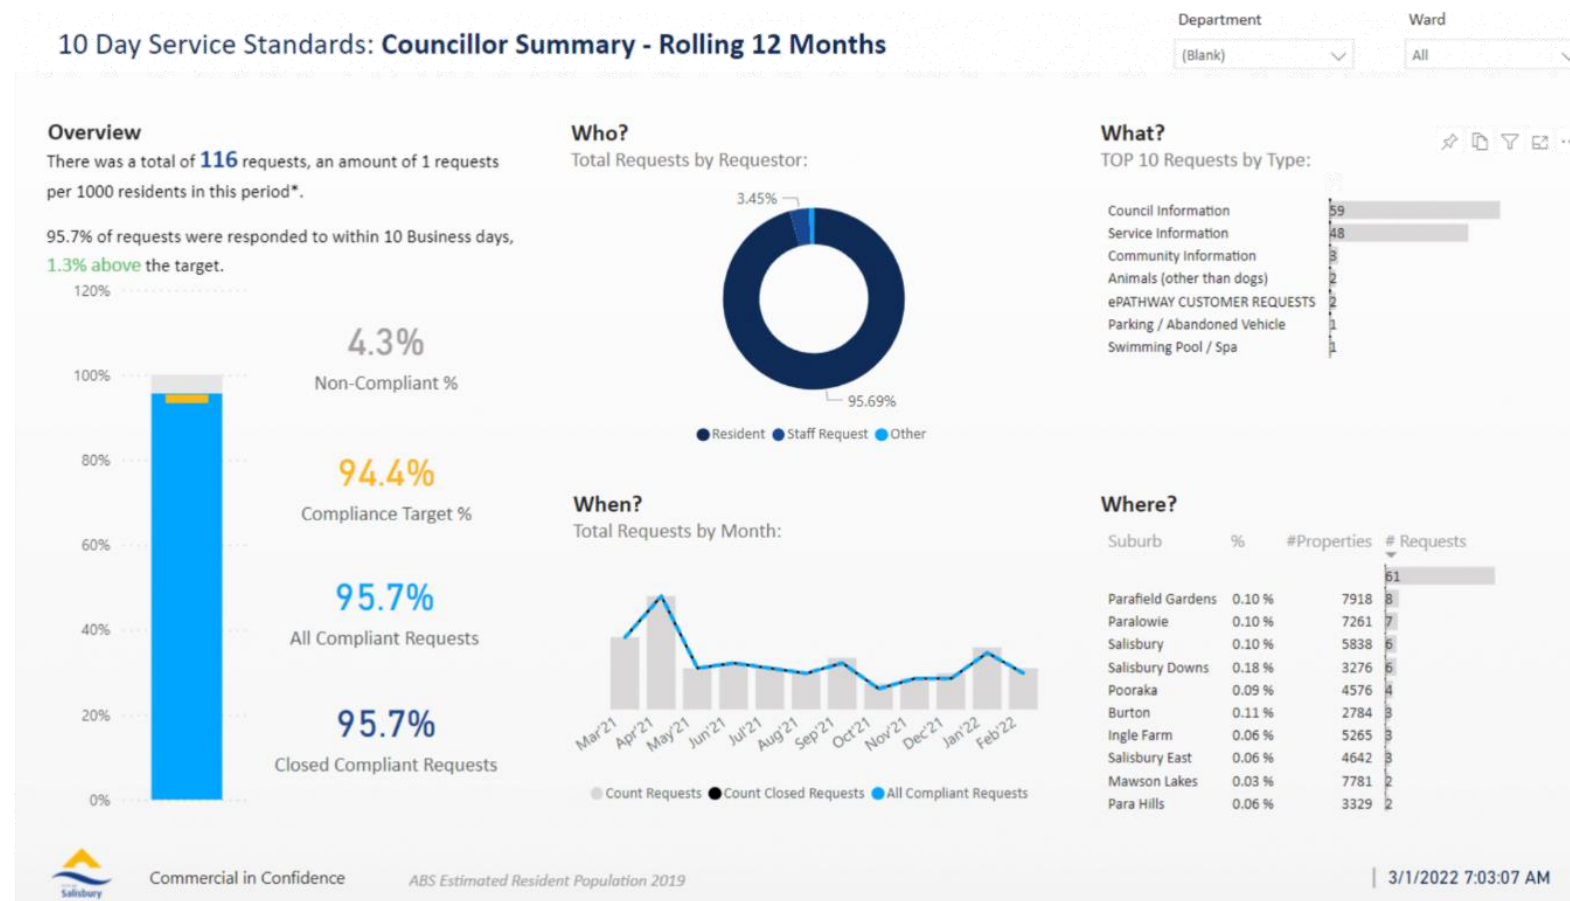 10 Day Service Standards: Councillor Summary - Rolling 12 Months
Department
Ward
(Blank)
All
Overview
There was a total of 116 requests, an amount of 1 requests
per 1000 residents in this period*.
95.7% of requests were responded to within 10 Business days,
1.3% above the target.
120%
100%
80%
60%
40%
20%
0%
4.3%
Non-Compliant %
94.4%
Compliance Target %
95.7%
All Compliant Requests
95.7%
Closed Compliant Requests
Who?
Total Requests by Requestor:
3.45%
95.69%
Resident Staff Request Other
When?
Total Requests by Month:
Mar'21 Apr'21 May'21 Jun'21 Jul'21 Aug'21 Sep'21 Oct'21 Nov'21 Dec'21 Jan'22 Feb'22
Count Requests Count Closed Requests All Compliant Requests
What?
TOP 10 Requests by Type:
Council Information 59
Service Information 48
Community Information 3
Animals (other than dogs) 2
ePATHWAY CUSTOMER REQUESTS 2
Parking / Abandoned Vehicle 1
Swimming Pool / Spa 1
Where?
Suburb % #Properties # Requests
61
Parafield Gardens 0.10 % 7918 8
Paralowie 0.10 % 7261 7
Salisbury 0.10 % 5838 6
Salisbury Downs 0.18 % 3276 6
Pooraka 0.09 % 4576 4
Burton 0.11 % 2784 3
Ingle Farm 0.06 % 5265 3
Salisbury East 0.06 % 4642 3
Mawson Lakes 0.03 % 7781 2
Para Hills 0.06 % 3329 2
Salisbury
Commercial in Confidence
ABS Estimated Resident Population 2019
3/1/2022 7:03:07 AM